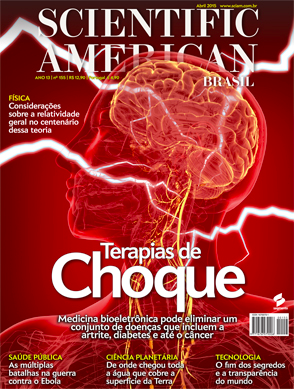 Abril 2015 www.sciam.com.br
SCIENTIFIC
AMERICAN
BRASIL
ANO 13 | nº 155 | R$ 12,90 |
FÍSICA
Considerações
sobre a relatividade
geral no centenário
dessa teoria
Terapias de
Choque
Medicina bioeletrônica pode eliminar um
conjunto de doenças que incluem a
artrite, diabetes e até o câncer
SAÚDE PÚBLICA
As múltiplas
batalhas na guerra
contra o Ebola
CIÊNCIA PLANETÁRIA
De onde chegou toda
a água que cobre a
superfície da Terra
TECNOLOGIA
O fim dos segredos
e a transparência
do mundo